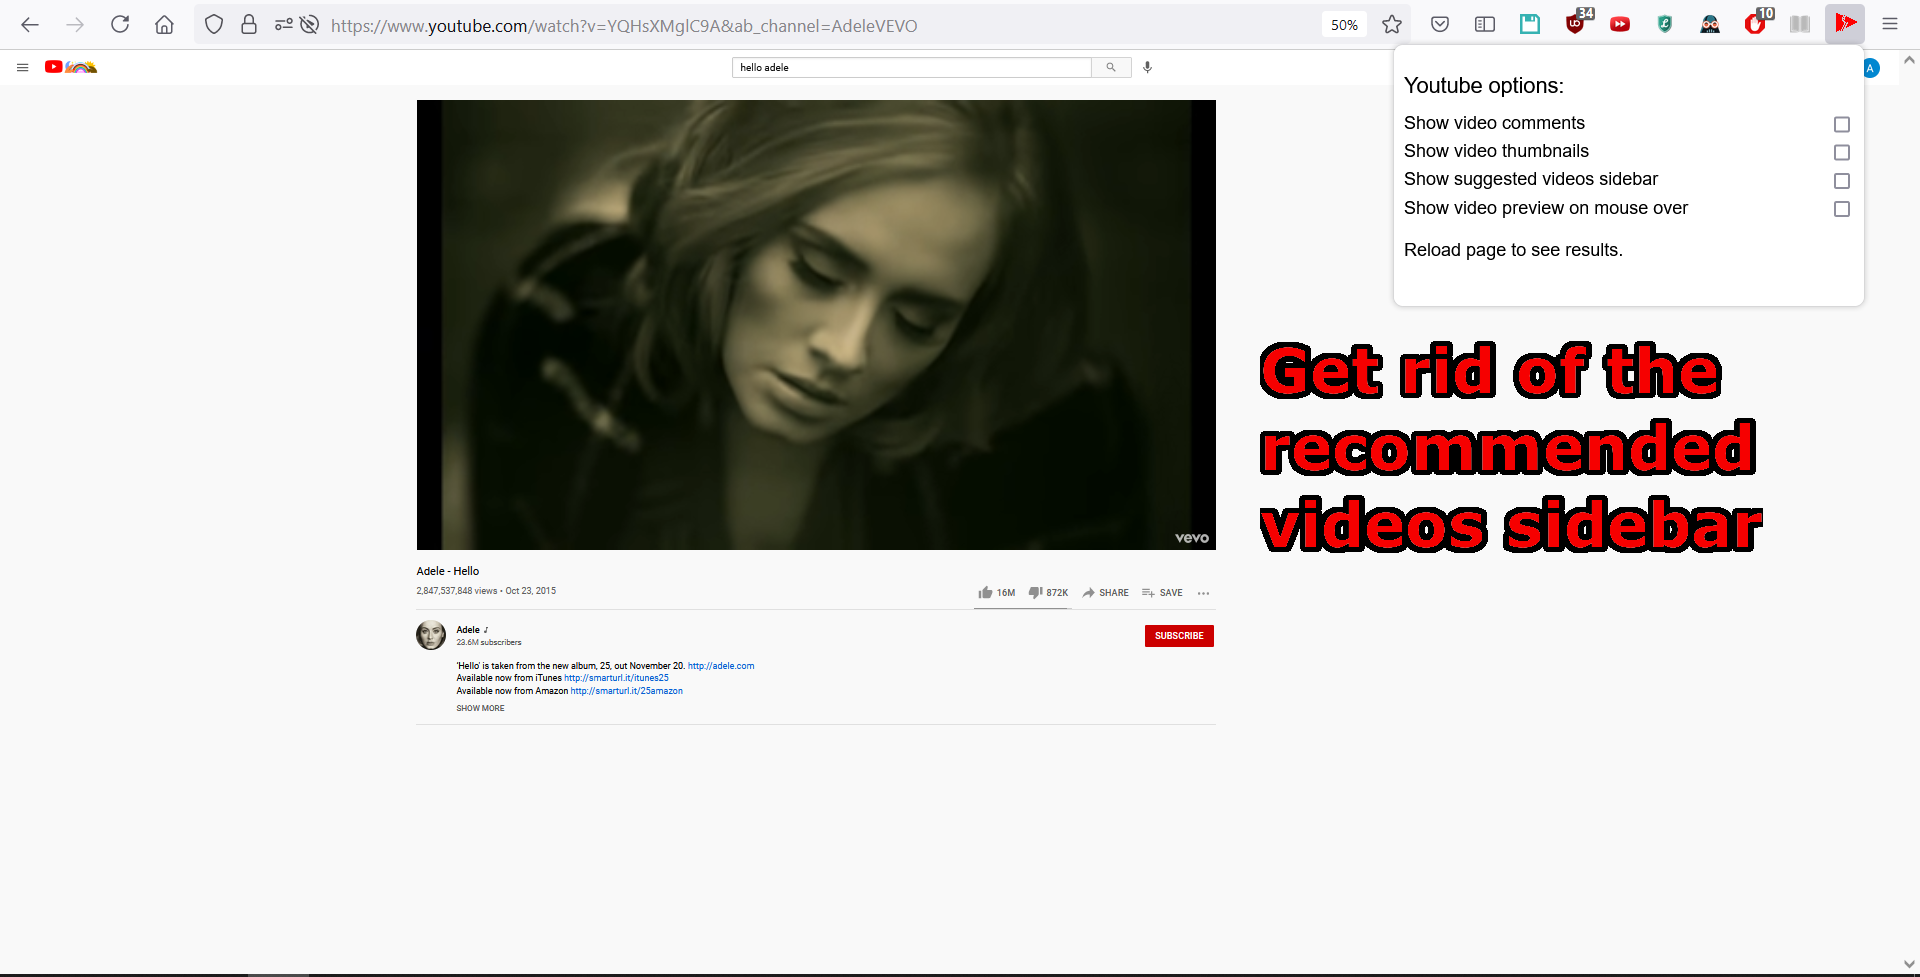 https://www.youtube.com/watch?v=YQHsXMglC9A&ab_channel=AdeleVEVO
50%
34
10
hello adele
A
Youtube options:
Show video comments
Show video thumbnails
Show suggested videos sidebar
Show video preview on mouse over
Reload page to see results.
Get rid of the
recommended
videos sidebar
vevo
Adele - Hello
2,847,537,848 views • Oct 23, 2015
16M 872K SHARE SAVE
Adele
23.6M subscribers
SUBSCRIBE
'Hello' is taken from the new album, 25, out November 20. http://adele.com
Available now from iTunes http://smarturl.it/itunes25
Available now from Amazon http://smarturl.it/25amazon
SHOW MORE